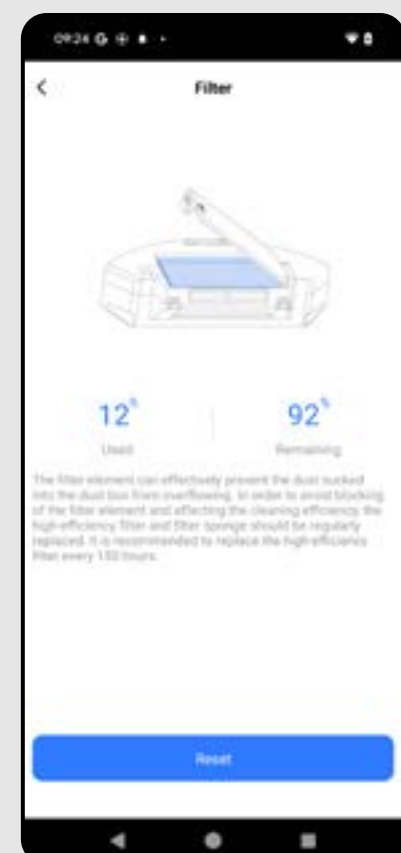 09:24 G
Filter
12h 92%
Used Remaining
The filter element can effectively prevent the dust sucked
into the dust box from overflowing. In order to avoid blocking
of the filter element and affecting the cleaning efficiency, the
high-efficiency filter and filter sponge should be regularly
replaced. It is recommended to replace the high-efficiency
filter every 150 hours.
Reset